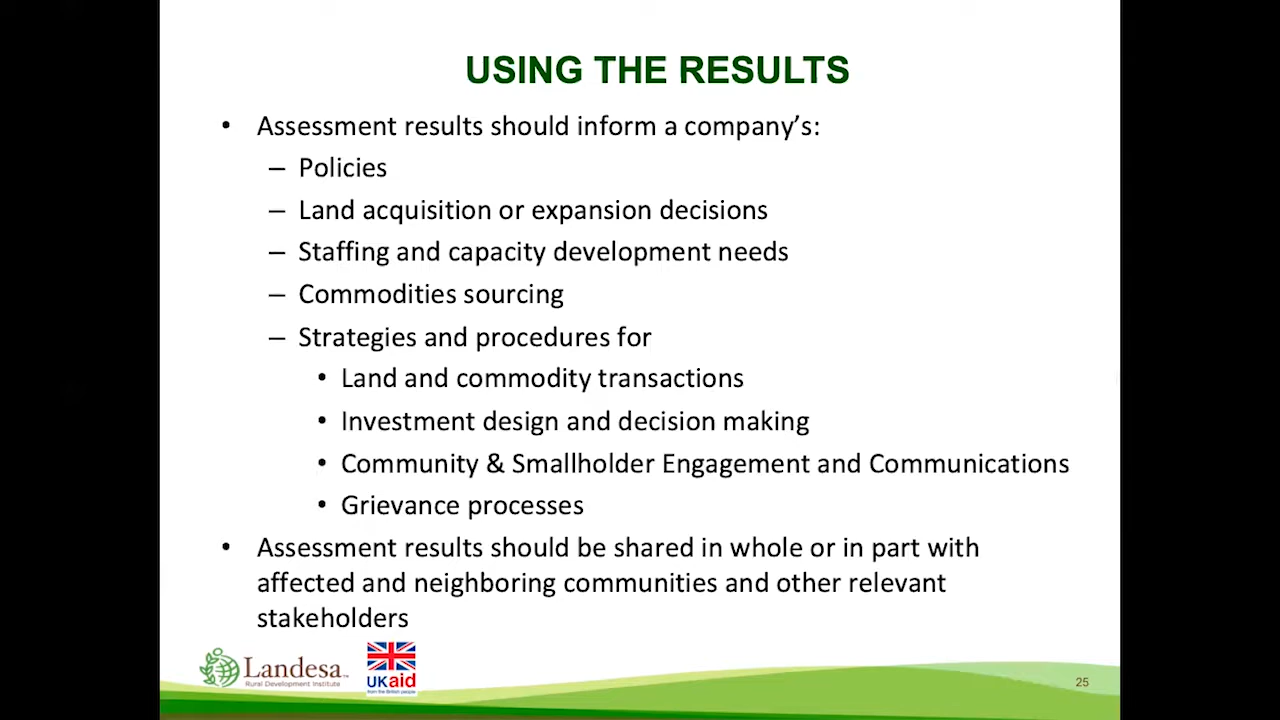 USING THE RESULTS
• Assessment results should inform a company's:
– Policies
– Land acquisition or expansion decisions
– Staffing and capacity development needs
– Commodities sourcing
– Strategies and procedures for
• Land and commodity transactions
• Investment design and decision making
• Community & Smallholder Engagement and Communications
• Grievance processes
• Assessment results should be shared in whole or in part with
affected and neighboring communities and other relevant
stakeholders
Landesa™
Rural Development Institute
UKaid
from the British people
25